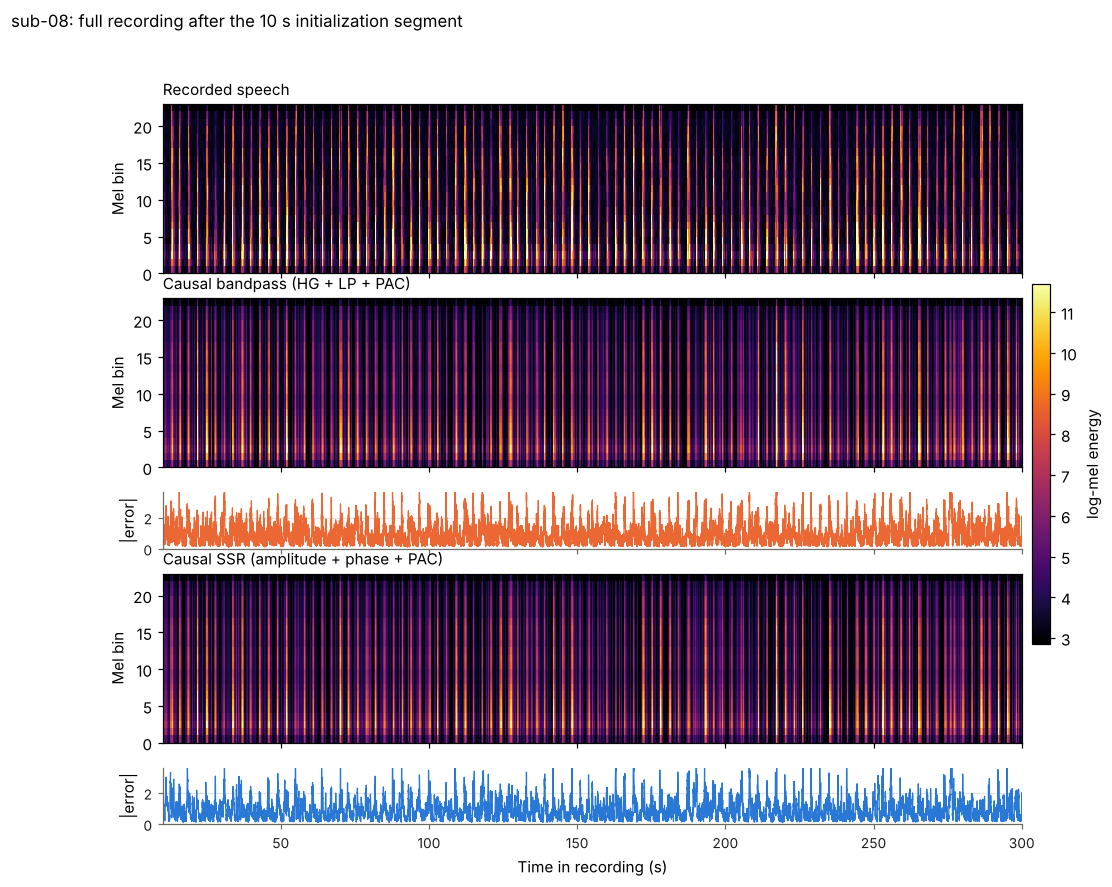 sub-08: full recording after the 10 s initialization segment
Recorded speech
Mel bin
20
15
10
5
0
Causal bandpass (HG + LP + PAC)
Mel bin
20
15
10
5
0
|error|
2
0
Causal SSR (amplitude + phase + PAC)
Mel bin
20
15
10
5
0
|error|
2
0
50 100 150 200 250 300
Time in recording (s)
11
10
9
8
7
6
5
4
3
log-mel energy